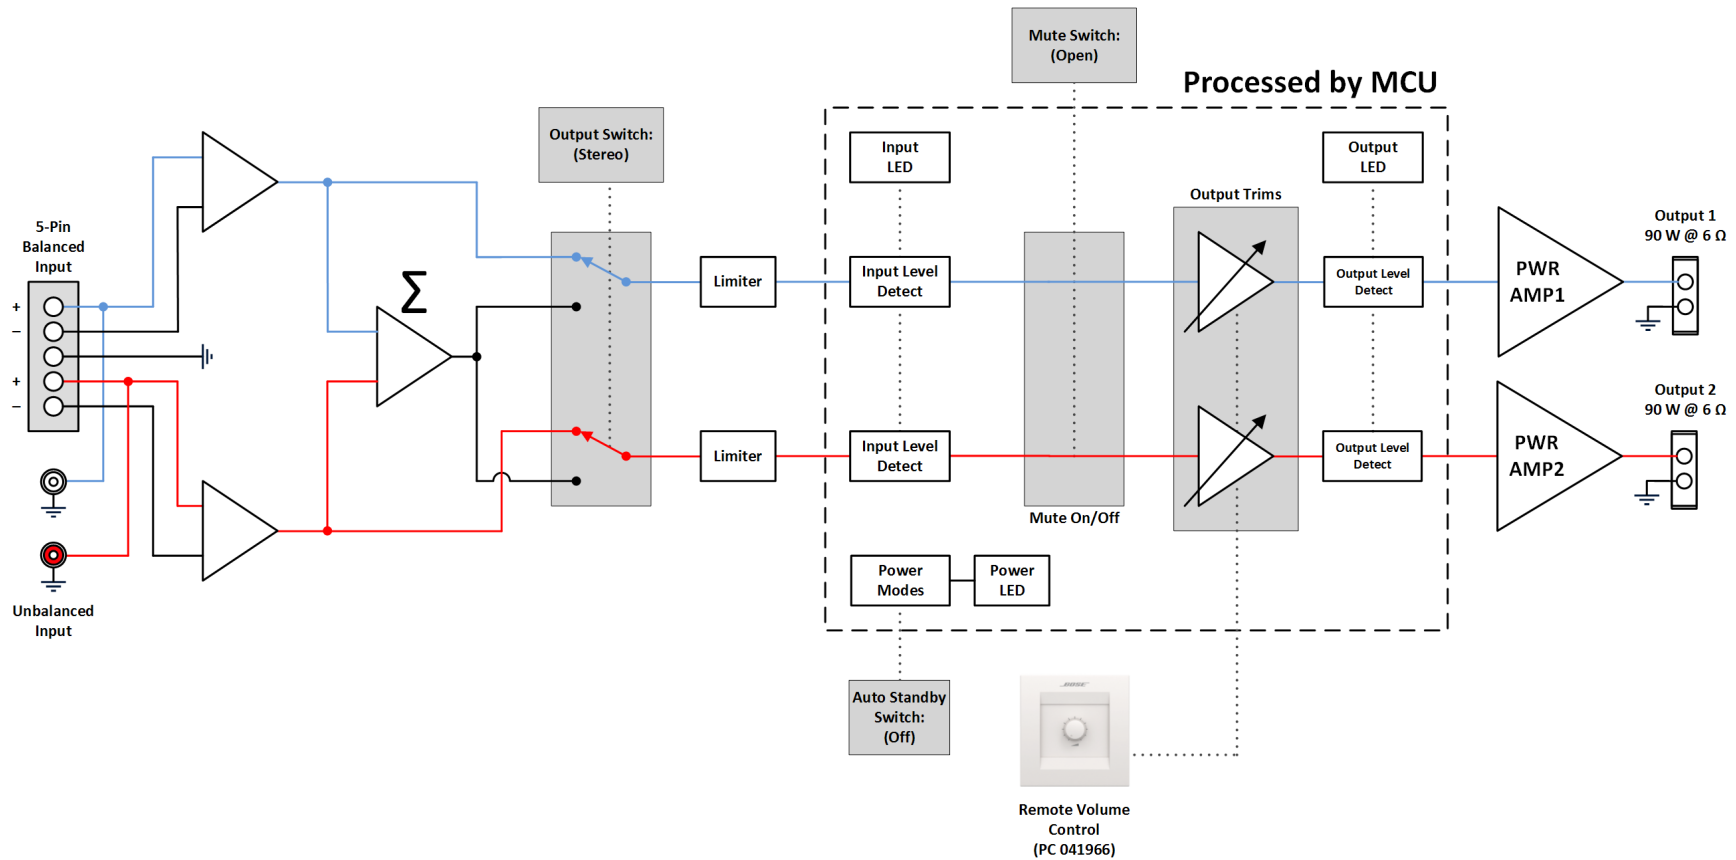 Mute Switch:
(Open)
Processed by MCU
Output Switch:
(Stereo)
Input
LED
Output
LED
Output Trims
5-Pin
Balanced
Input
+
–
+
–
Σ
Limiter
Input Level
Detect
Output Level
Detect
PWR
AMP1
Output 1
90 W @ 6 Ω
Limiter
Input Level
Detect
Output Level
Detect
PWR
AMP2
Output 2
90 W @ 6 Ω
Mute On/Off
Unbalanced
Input
Power
Modes
Power
LED
Auto Standby
Switch:
(Off)
BOSE
Remote Volume
Control
(PC 041966)